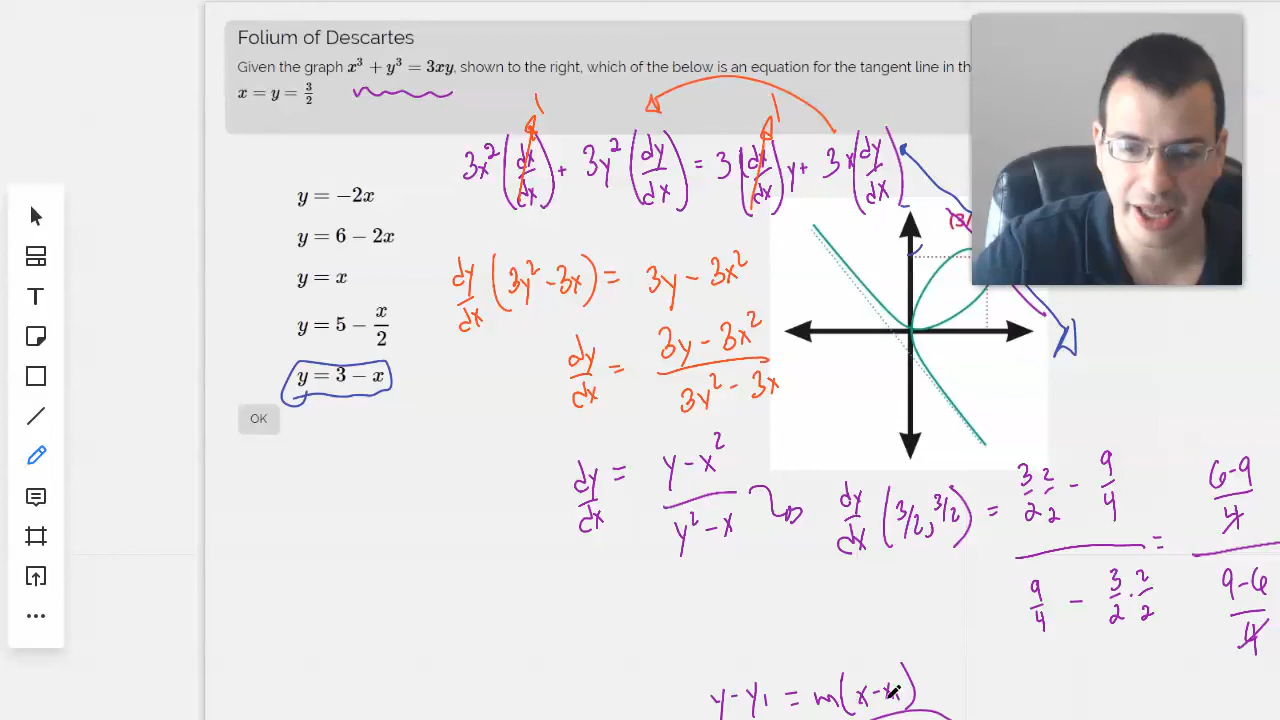 Folium of Descartes
Given the graph x³ + y³ = 3xy, shown to the right, which of the below is an equation for the tangent line in th
x = y = 3/2
3x²(dx/dx) + 3y²(dy/dx) = 3(dx/dx)y + 3x(dy/dx)
1 1
y = −2x
y = 6 − 2x
y = x
y = 5 − x/2
y = 3 − x
OK
dy/dx (3y² − 3x) = 3y − 3x²
dy/dx = (3y − 3x²)/(3y² − 3x)
dy/dx = (y − x²)/(y² − x)
dy/dx (3/2, 3/2) = (3/2 2/2 − 9/4)/(9/4 − 3/2 · 2/2) = ((6-9)/4)/((9-6)/4)
y − y₁ = m(x − x₁)
T